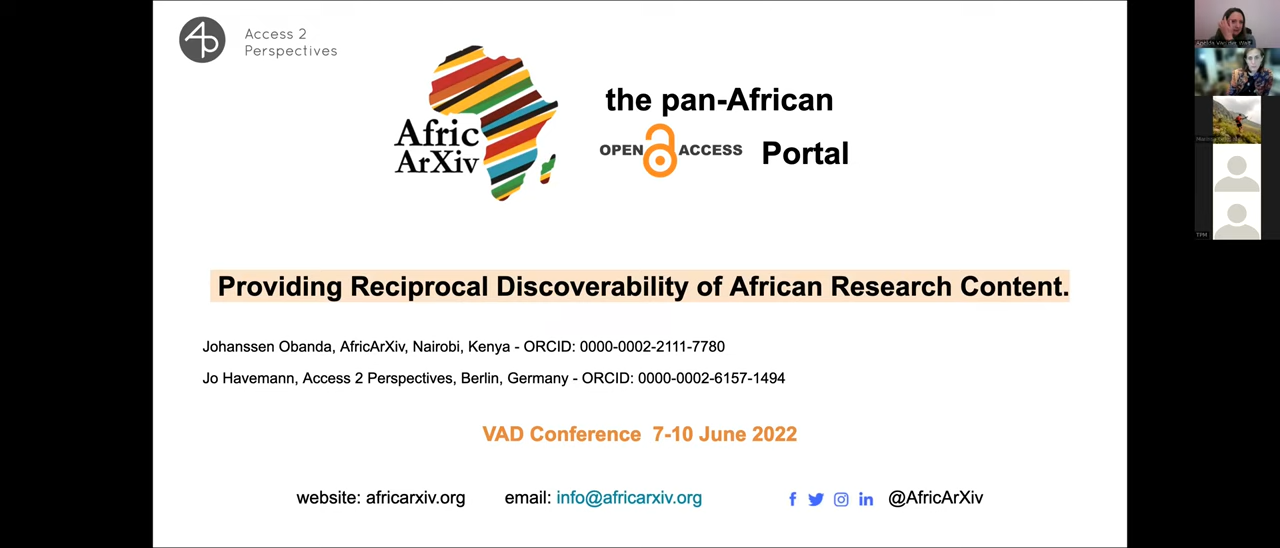 Access 2
Perspectives
Afric
ArXiv
the pan-African
OPEN ACCESS Portal
Providing Reciprocal Discoverability of African Research Content.
Johanssen Obanda, AfricArXiv, Nairobi, Kenya - ORCID: 0000-0002-2111-7780
Jo Havemann, Access 2 Perspectives, Berlin, Germany - ORCID: 0000-0002-6157-1494
VAD Conference 7-10 June 2022
website: africarxiv.org email: info@africarxiv.org @AfricArXiv
TPM